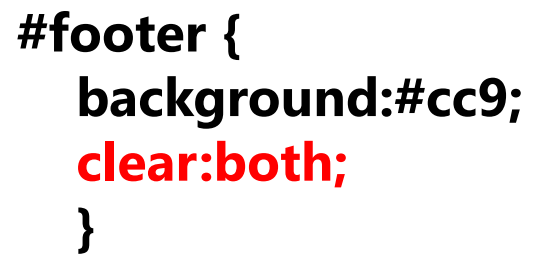 #footer {
background:#cc9;
clear:both;
}